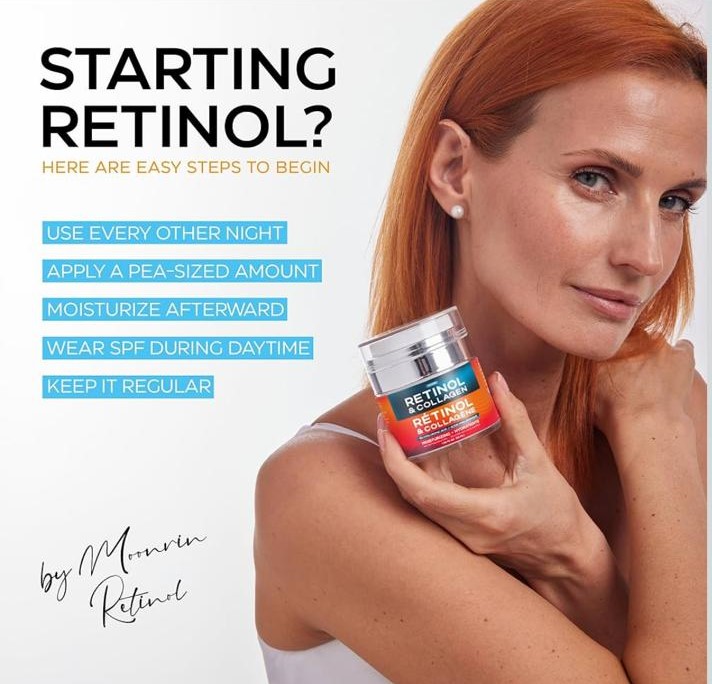 STARTING
RETINOL?
HERE ARE EASY STEPS TO BEGIN
USE EVERY OTHER NIGHT
APPLY A PEA-SIZED AMOUNT
MOISTURIZE AFTERWARD
WEAR SPF DURING DAYTIME
KEEP IT REGULAR
RETINOL
& COLLAGEN
RÉTINOL
& COLLAGÈNE
by Moonrin
Retinol